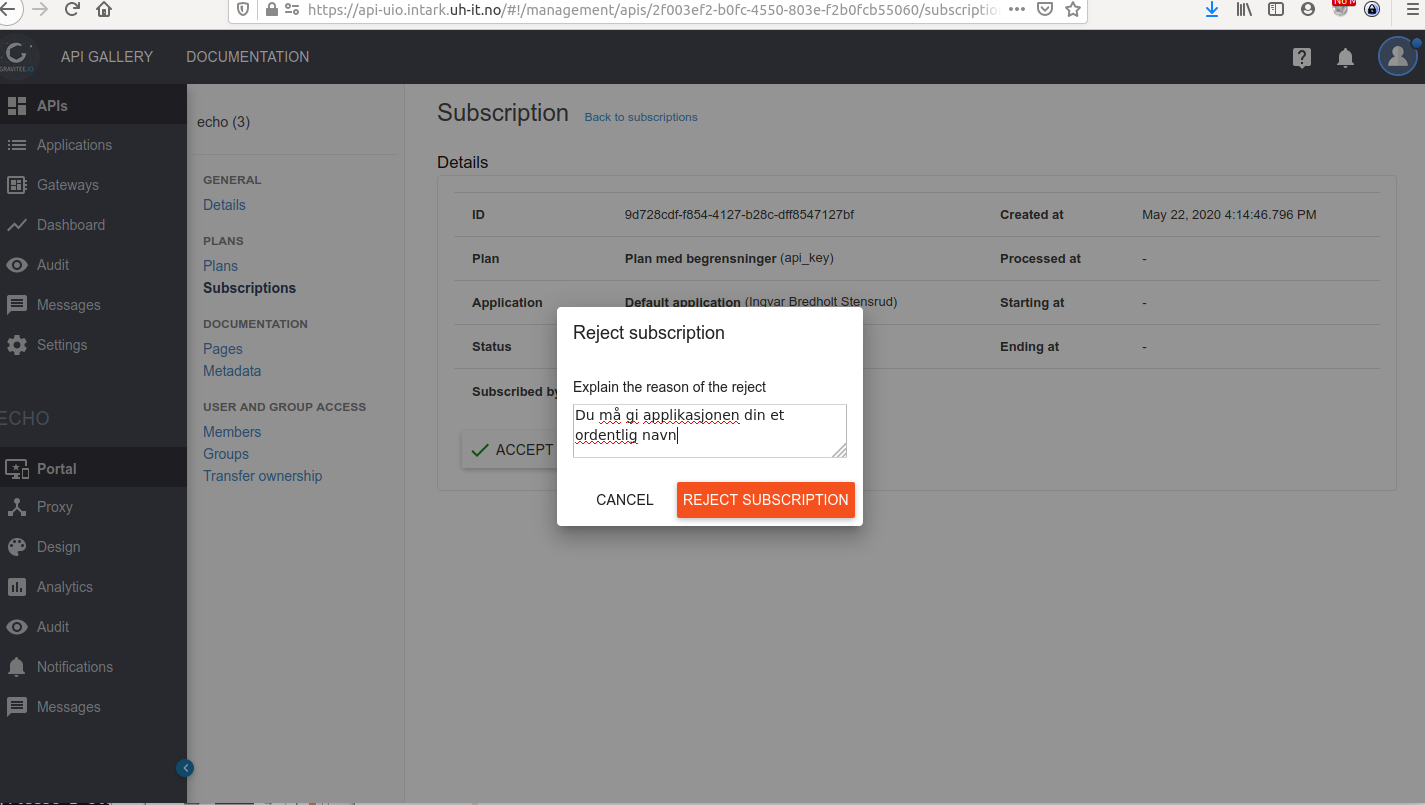 https://api-uio.intark.uh-it.no/#!/management/apis/2f003ef2-b0fc-4550-803e-f2b0fcb55060/subscription
GRAVITEE.IO
API GALLERY
DOCUMENTATION
APIs
Applications
Gateways
Dashboard
Audit
Messages
Settings
ECHO
Portal
Proxy
Design
Analytics
Audit
Notifications
Messages
echo (3)
GENERAL
Details
PLANS
Plans
Subscriptions
DOCUMENTATION
Pages
Metadata
USER AND GROUP ACCESS
Members
Groups
Transfer ownership
Subscription Back to subscriptions
Details
ID 9d728cdf-f854-4127-b28c-dff8547127bf Created at May 22, 2020 4:14:46.796 PM
Plan Plan med begrensninger (api_key) Processed at -
Application Default application (Ingvar Bredholt Stensrud) Starting at -
Status Ending at -
Subscribed by
ACCEPT
Reject subscription
Explain the reason of the reject
Du må gi applikasjonen din et
ordentlig navn
CANCEL REJECT SUBSCRIPTION